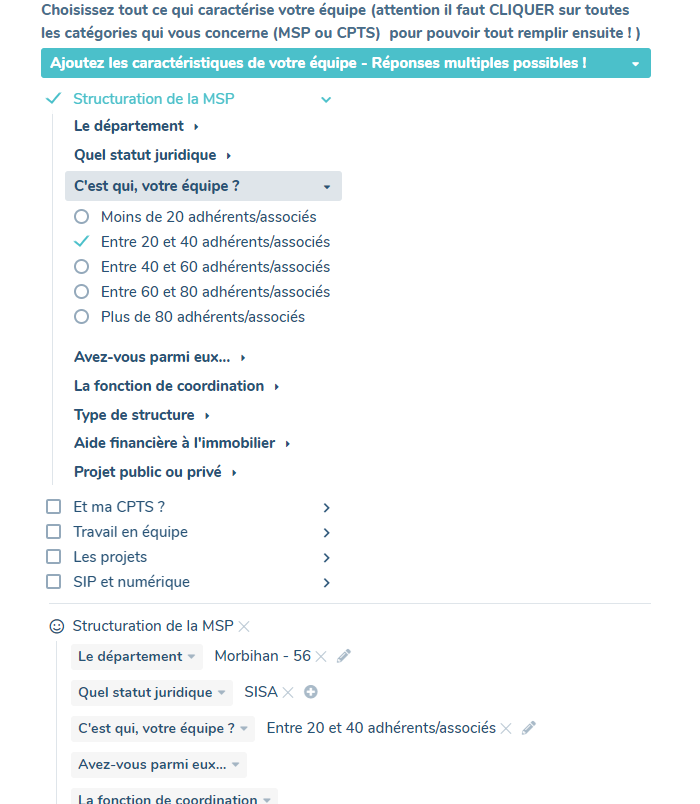 Choisissez tout ce qui caractérise votre équipe (attention il faut CLIQUER sur toutes
les catégories qui vous concerne (MSP ou CPTS)  pour pouvoir tout remplir ensuite ! )
Ajoutez les caractéristiques de votre équipe - Réponses multiples possibles !
Structuration de la MSP
Le département
Quel statut juridique
C'est qui, votre équipe ?
Moins de 20 adhérents/associés
Entre 20 et 40 adhérents/associés
Entre 40 et 60 adhérents/associés
Entre 60 et 80 adhérents/associés
Plus de 80 adhérents/associés
Avez-vous parmi eux...
La fonction de coordination
Type de structure
Aide financière à l'immobilier
Projet public ou privé
Et ma CPTS ?
Travail en équipe
Les projets
SIP et numérique
Structuration de la MSP
Le département Morbihan - 56
Quel statut juridique SISA
C'est qui, votre équipe ? Entre 20 et 40 adhérents/associés
Avez-vous parmi eux...
La fonction de coordination